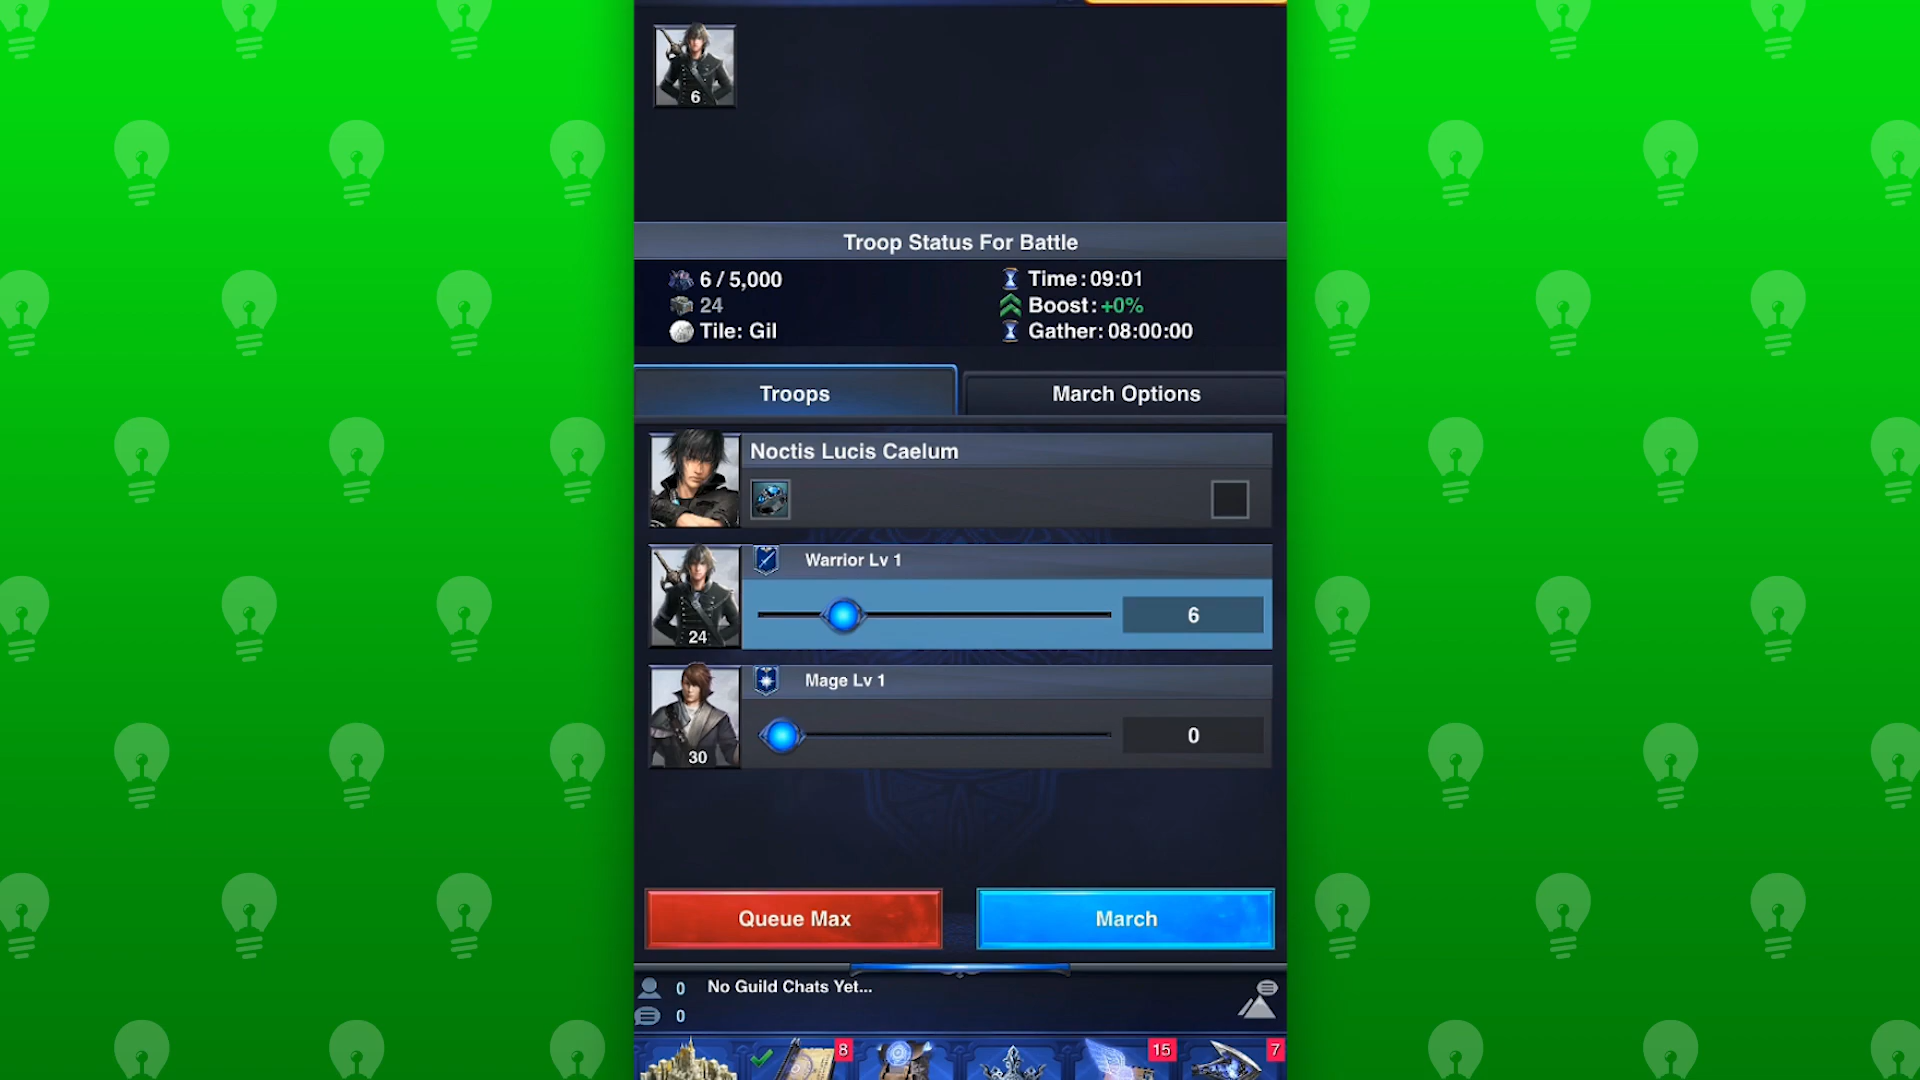 6
Troop Status For Battle
6 / 5,000
Time: 09:01
24
Boost: +0%
Tile: Gil
Gather: 08:00:00
Troops
March Options
Noctis Lucis Caelum
Warrior Lv 1
24
6
Mage Lv 1
30
0
Queue Max
March
0
No Guild Chats Yet...
0
8
15
7